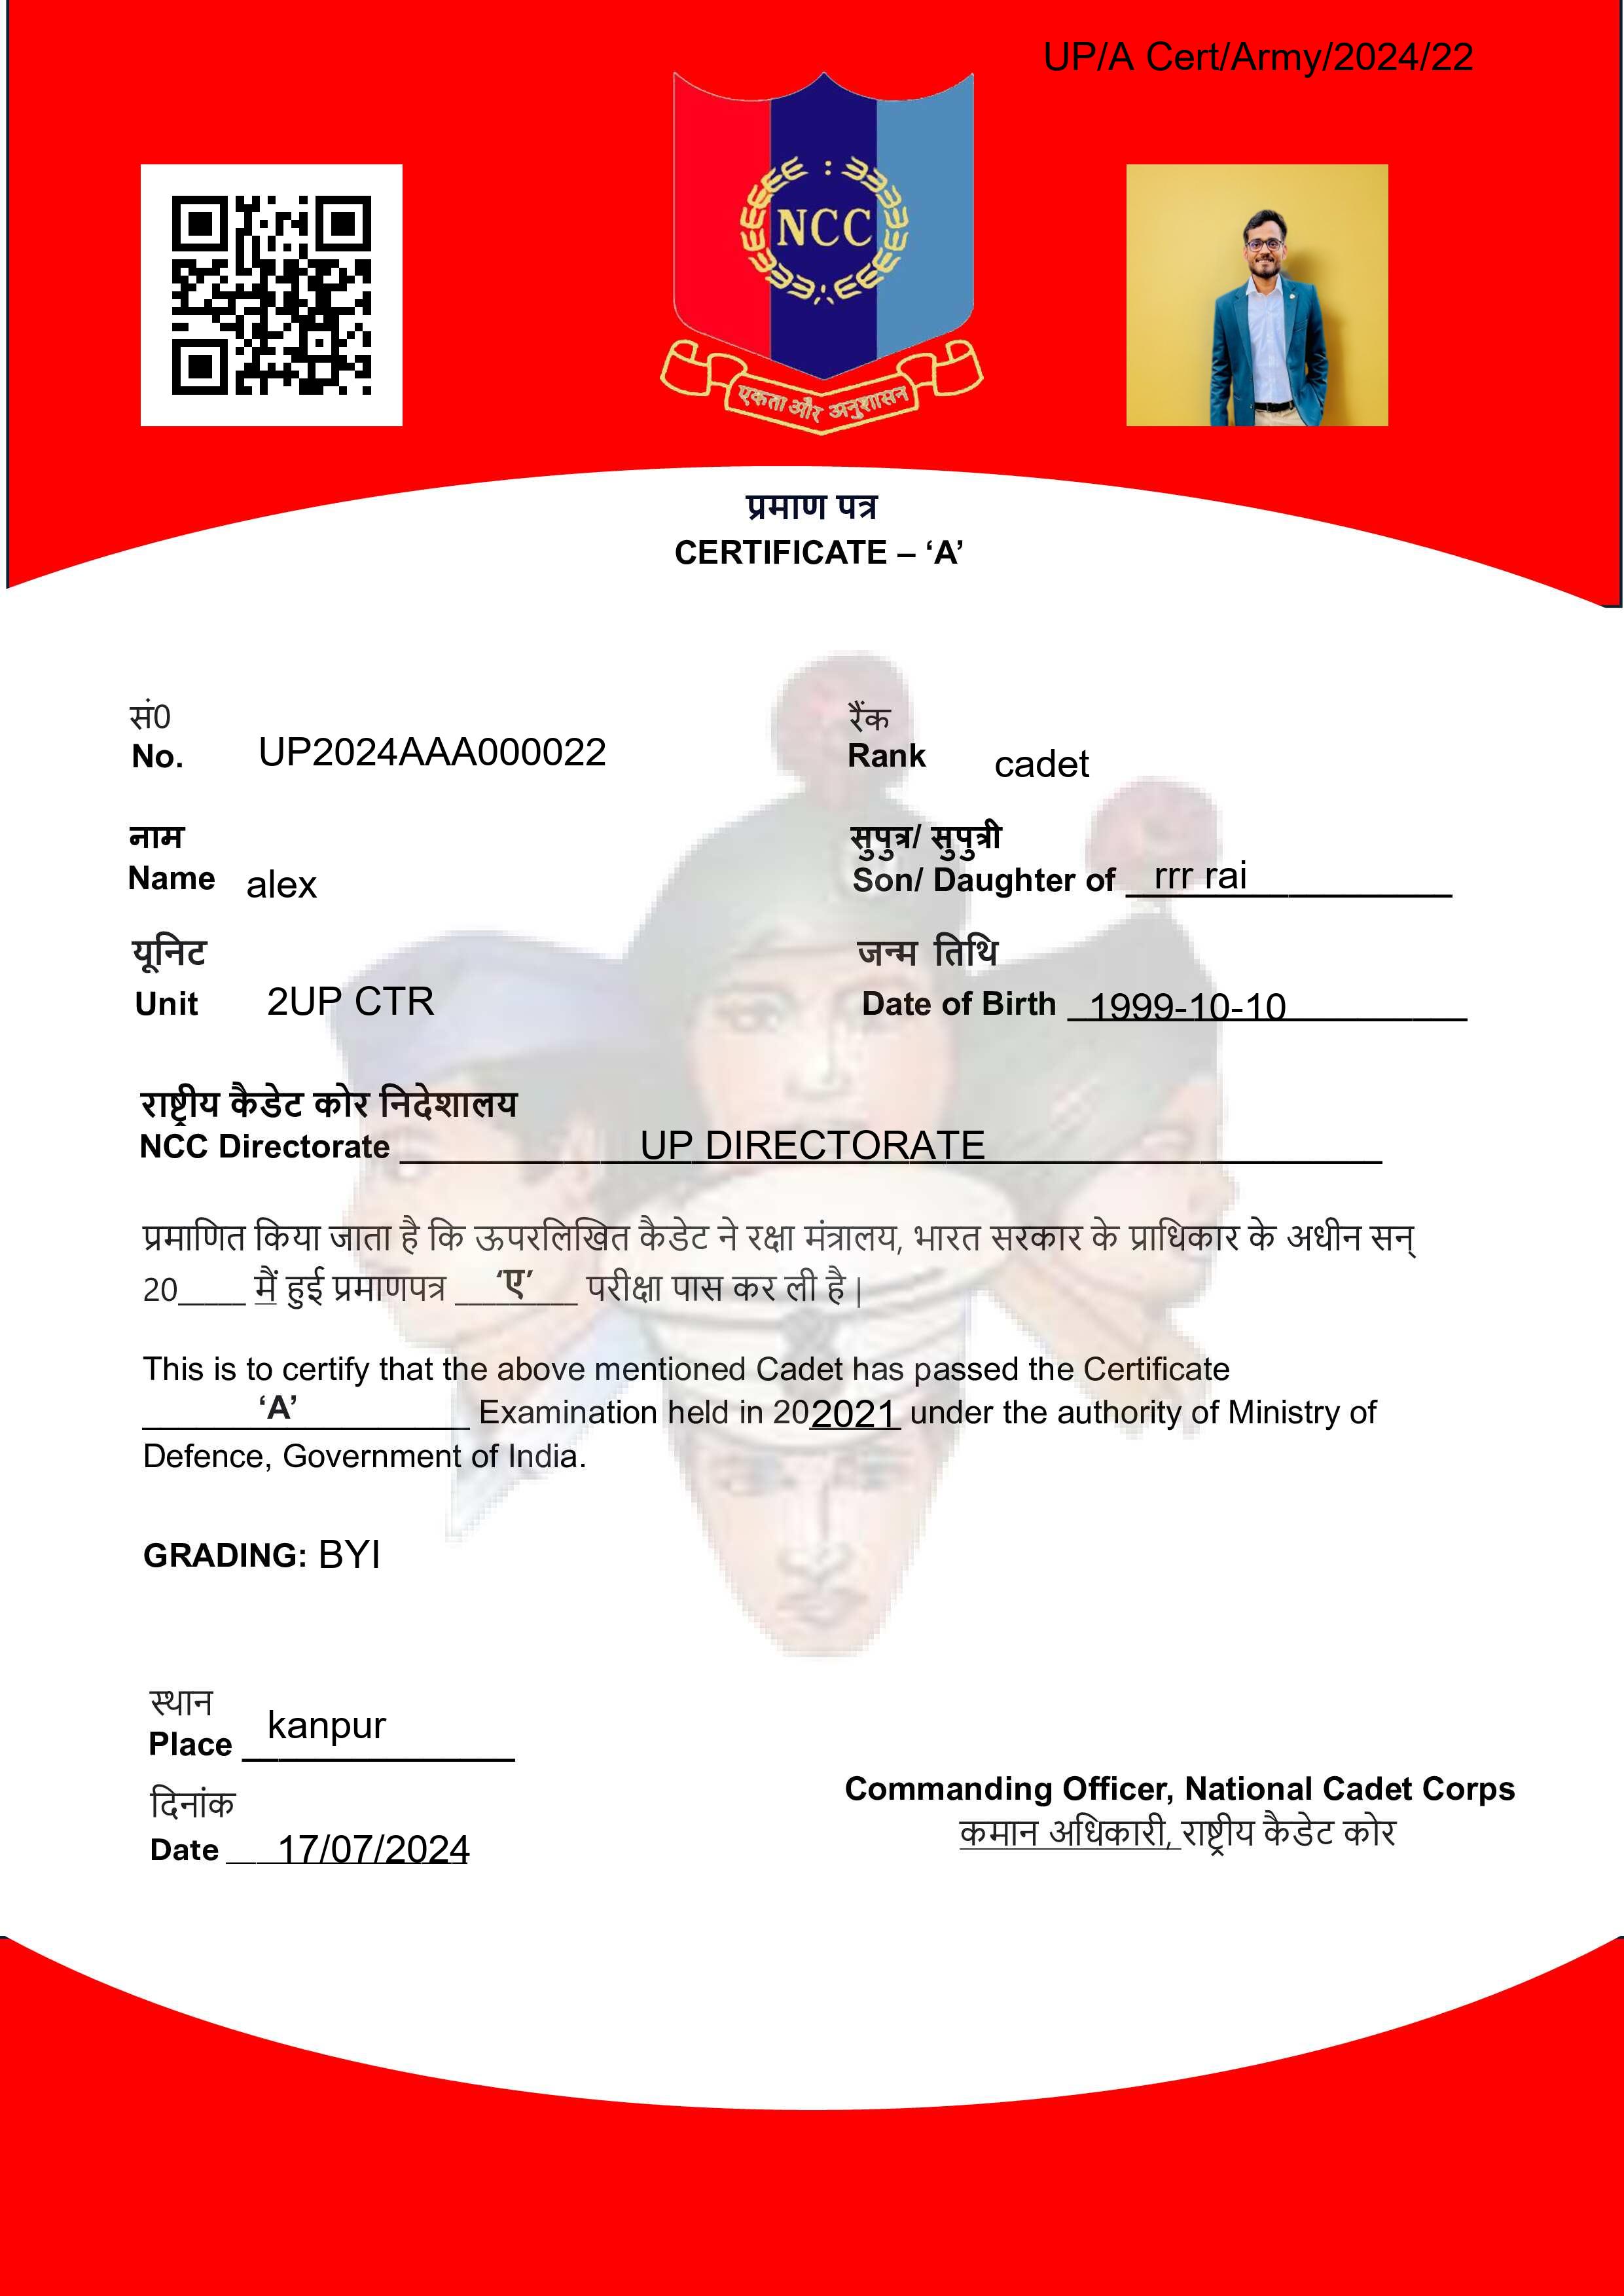 UP/A Cert/Army/2024/22
NCC
एकता और अनुशासन
प्रमाण पत्र
CERTIFICATE – ‘A’
सं0
No. UP2024AAA000022
रैंक
Rank cadet
नाम
Name alex
सुपुत्र/ सुपुत्री
Son/ Daughter of rrr rai
यूनिट
Unit 2UP CTR
जन्म तिथि
Date of Birth 1999-10-10
राष्ट्रीय कैडेट कोर निदेशालय
NCC Directorate UP DIRECTORATE
प्रमाणित किया जाता है कि ऊपरलिखित कैडेट ने रक्षा मंत्रालय, भारत सरकार के प्राधिकार के अधीन सन्
20____ मैं हुई प्रमाणपत्र ‘ए’ परीक्षा पास कर ली है |
This is to certify that the above mentioned Cadet has passed the Certificate
‘A’ Examination held in 202021 under the authority of Ministry of
Defence, Government of India.
GRADING: BYI
स्थान
Place kanpur
दिनांक
Date 17/07/2024
Commanding Officer, National Cadet Corps
कमान अधिकारी, राष्ट्रीय कैडेट कोर